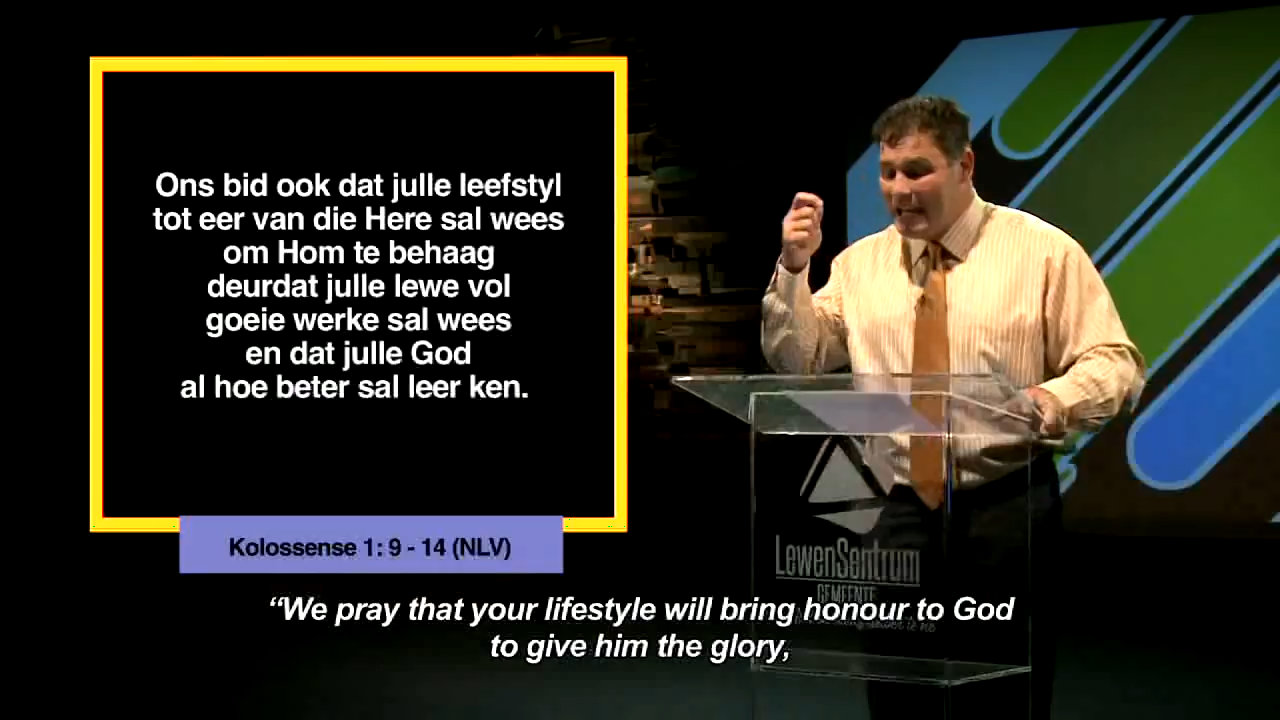 Ons bid ook dat julle leefstyl
tot eer van die Here sal wees
om Hom te behaag
deurdat julle lewe vol
goeie werke sal wees
en dat julle God
al hoe beter sal leer ken.
Kolossense 1: 9 - 14 (NLV)
LewenSentrum
GEMEENTE
“We pray that your lifestyle will bring honour to God
to give him the glory,